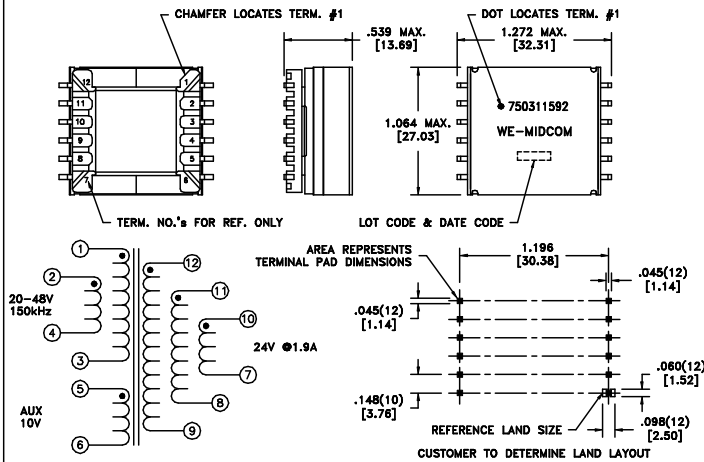 CHAMFER LOCATES TERM. #1
.539 MAX.
[13.69]
DOT LOCATES TERM. #1
1.272 MAX.
[32.31]
12
1
11
2
10
3
9
4
8
5
7
6
1.064 MAX.
[27.03]
750311592
WE-MIDCOM
TERM. NO.'s FOR REF. ONLY
LOT CODE & DATE CODE
1
2
20-48V
150kHz
4
3
5
AUX
10V
6
12
11
10
24V @1.9A
7
8
9
AREA REPRESENTS
TERMINAL PAD DIMENSIONS
1.196
[30.38]
.045(12)
[1.14]
.045(12)
[1.14]
.060(12)
[1.52]
.148(10)
[3.76]
.098(12)
[2.50]
REFERENCE LAND SIZE
CUSTOMER TO DETERMINE LAND LAYOUT